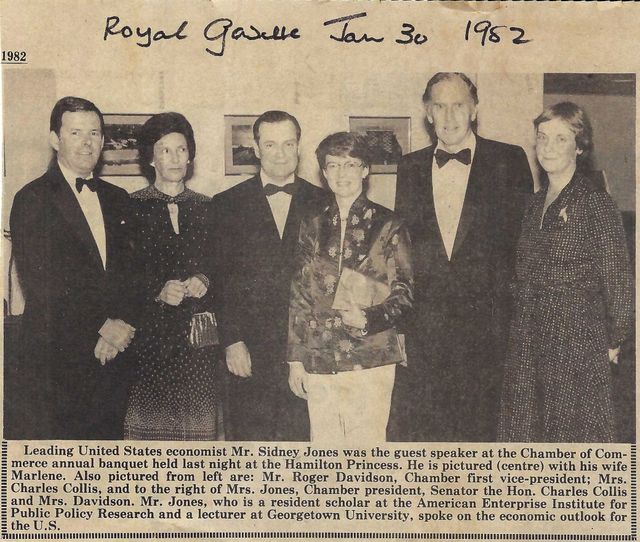 Royal Gazette Jan 30 1982
1982
Leading United States economist Mr. Sidney Jones was the guest speaker at the Chamber of Com-
merce annual banquet held last night at the Hamilton Princess. He is pictured (centre) with his wife
Marlene. Also pictured from left are: Mr. Roger Davidson, Chamber first vice-president; Mrs.
Charles Collis, and to the right of Mrs. Jones, Chamber president, Senator the Hon. Charles Collis
and Mrs. Davidson. Mr. Jones, who is a resident scholar at the American Enterprise Institute for
Public Policy Research and a lecturer at Georgetown University, spoke on the economic outlook for
the U.S.